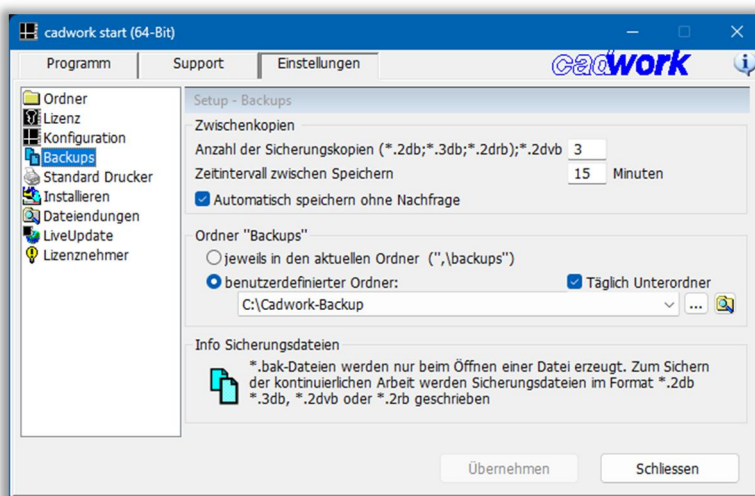 cadwork start (64-Bit)
Programm Support Einstellungen
cadwork
Ordner
Lizenz
Konfiguration
Backups
Standard Drucker
Installieren
Dateiendungen
LiveUpdate
Lizenznehmer
Setup - Backups
Zwischenkopien
Anzahl der Sicherungskopien (*.2db;*.3db;*.2drb);*.2dvb 3
Zeitintervall zwischen Speichern 15 Minuten
Automatisch speichern ohne Nachfrage
Ordner "Backups"
jeweils in den aktuellen Ordner (",\backups")
benutzerdefinierter Ordner: Täglich Unterordner
C:\Cadwork-Backup ...
Info Sicherungsdateien
*.bak-Dateien werden nur beim Öffnen einer Datei erzeugt. Zum Sichern
der kontinuierlichen Arbeit werden Sicherungsdateien im Format *.2db
*.3db, *.2dvb oder *.2rb geschrieben
Übernehmen Schliessen